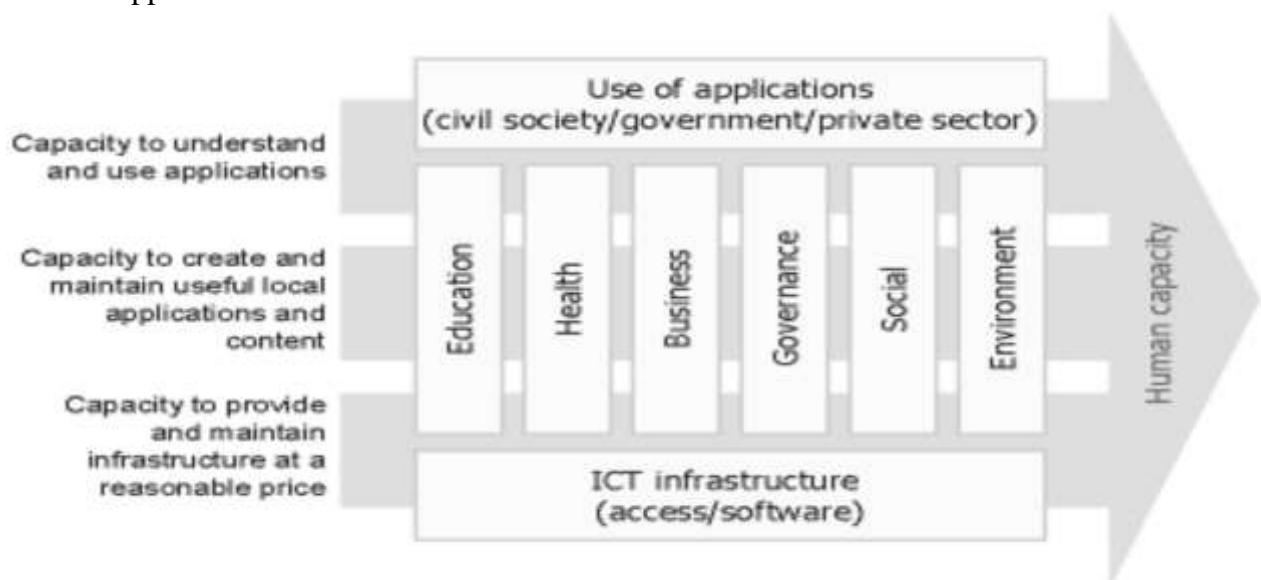 Use of applications
(civil society/government/private sector)
Capacity to understand
and use applications
Capacity to create and
maintain useful local
applications and
content
Capacity to provide
and maintain
infrastructure at a
reasonable price
Education
Health
Business
Governance
Social
Environment
Human capacity
ICT infrastructure
(access/software)